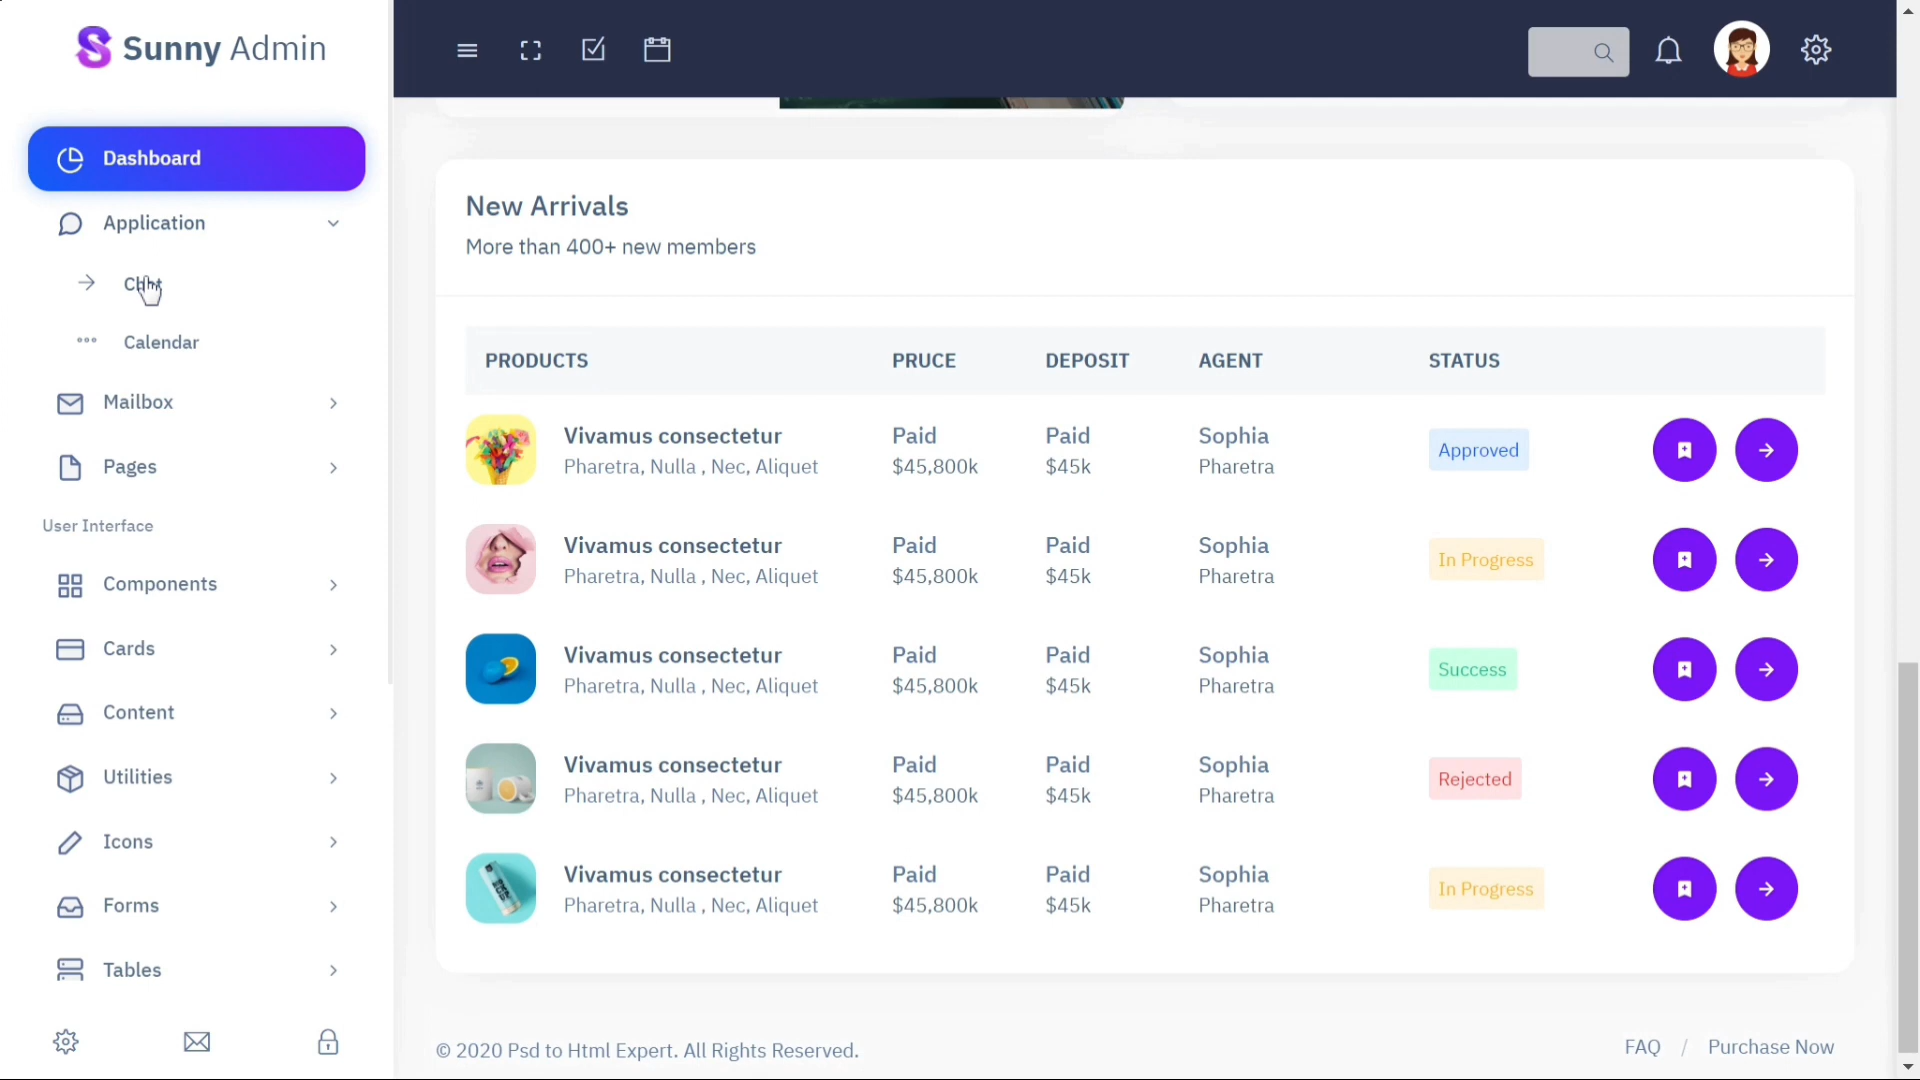 Sunny Admin
Dashboard
Application
Chat
Calendar
Mailbox
Pages
User Interface
Components
Cards
Content
Utilities
Icons
Forms
Tables
New Arrivals
More than 400+ new members
PRODUCTS PRUCE DEPOSIT AGENT STATUS
Vivamus consectetur Paid Paid Sophia
Pharetra, Nulla , Nec, Aliquet $45,800k $45k Pharetra
Approved
Vivamus consectetur Paid Paid Sophia
Pharetra, Nulla , Nec, Aliquet $45,800k $45k Pharetra
In Progress
Vivamus consectetur Paid Paid Sophia
Pharetra, Nulla , Nec, Aliquet $45,800k $45k Pharetra
Success
Vivamus consectetur Paid Paid Sophia
Pharetra, Nulla , Nec, Aliquet $45,800k $45k Pharetra
Rejected
Vivamus consectetur Paid Paid Sophia
Pharetra, Nulla , Nec, Aliquet $45,800k $45k Pharetra
In Progress
© 2020 Psd to Html Expert. All Rights Reserved.
FAQ / Purchase Now